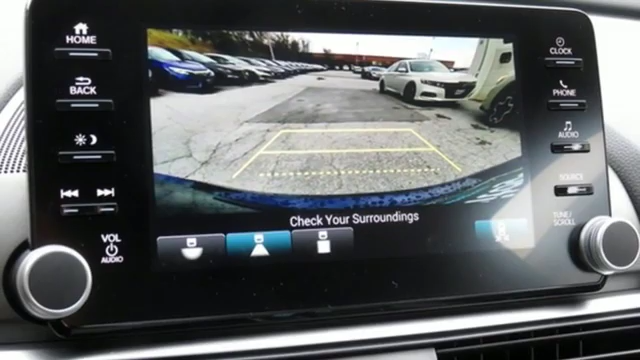 HOME
BACK
VOL
AUDIO
Check Your Surroundings
CLOCK
PHONE
AUDIO
SOURCE
TUNE/
SCROLL